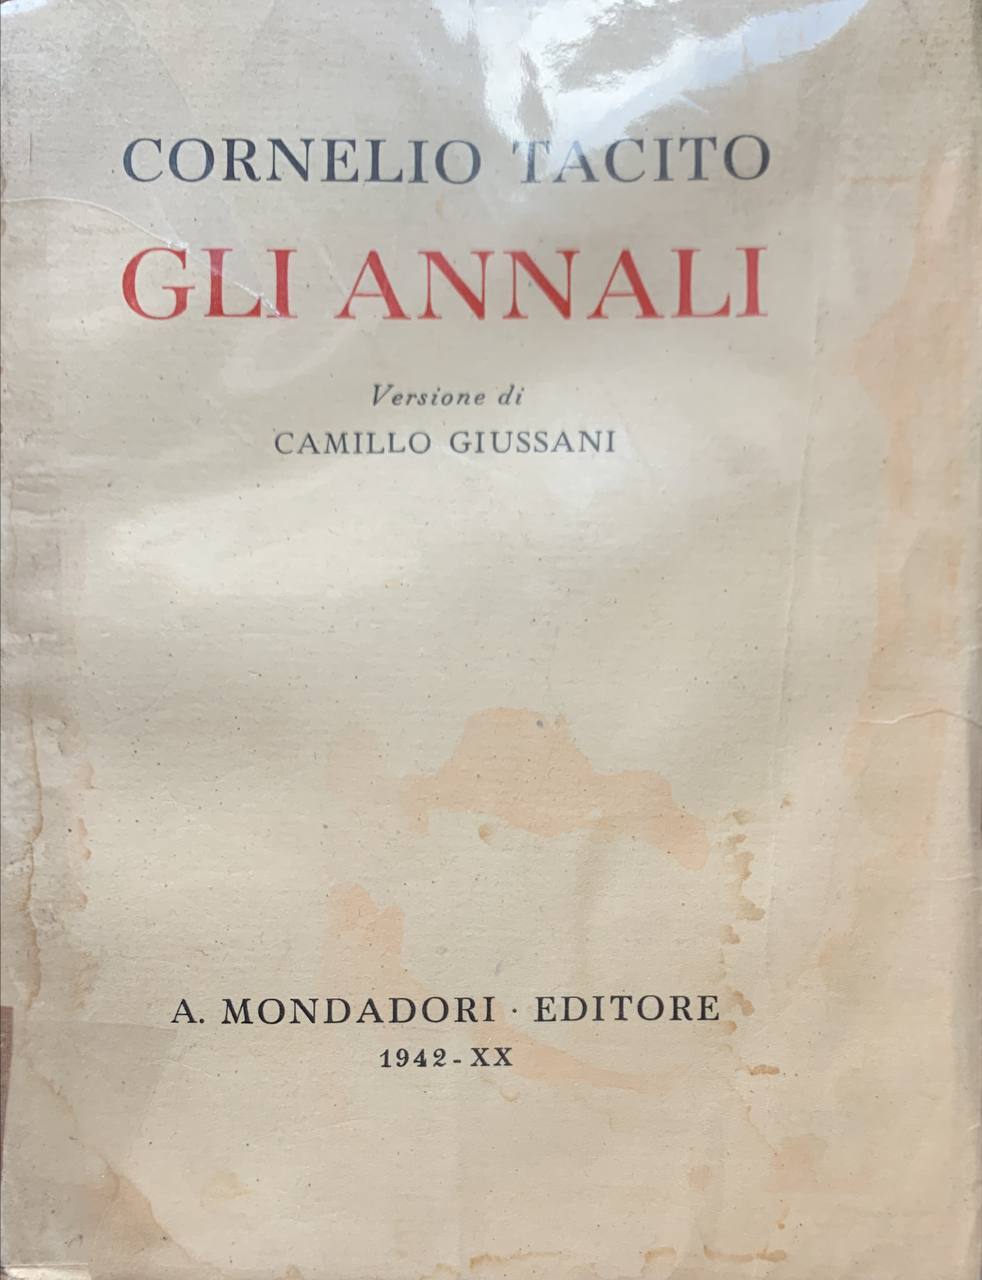 CORNELIO TACITO
GLI ANNALI
Versione di
CAMILLO GIUSSANI
A. MONDADORI · EDITORE
1942-XX